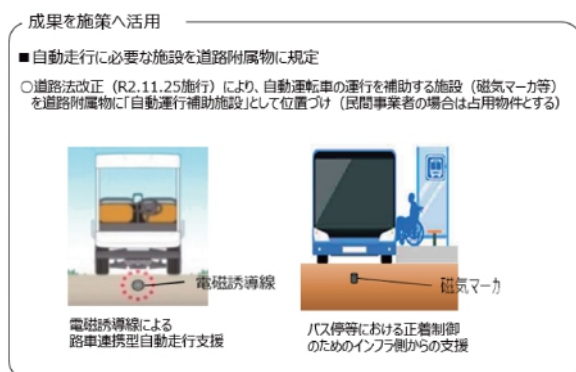 成果を施策へ活用
■自動走行に必要な施設を道路附属物に規定
○道路法改正（R2.11.25施行）により、自動運転車の運行を補助する施設（磁気マーカ等）
を道路附属物に「自動運行補助施設」として位置づけ（民間事業者の場合は占用物件とする）
電磁誘導線
磁気マーカ
電磁誘導線による
路車連携型自動走行支援
バス停等における正着制御
のためのインフラ側からの支援